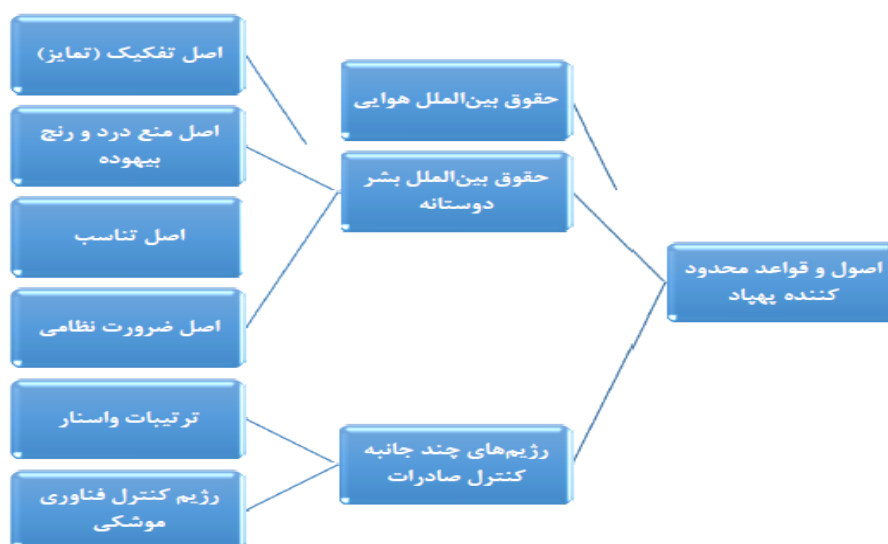 اصول و قواعد محدود
کننده پهپاد
حقوق بین‌الملل هوایی
حقوق بین‌الملل بشر
دوستانه
رژیم‌های چند جانبه
کنترل صادرات
اصل تفکیک (تمایز)
اصل منع درد و رنج
بیهوده
اصل تناسب
اصل ضرورت نظامی
ترتیبات واسنار
رژیم کنترل فناوری
موشکی